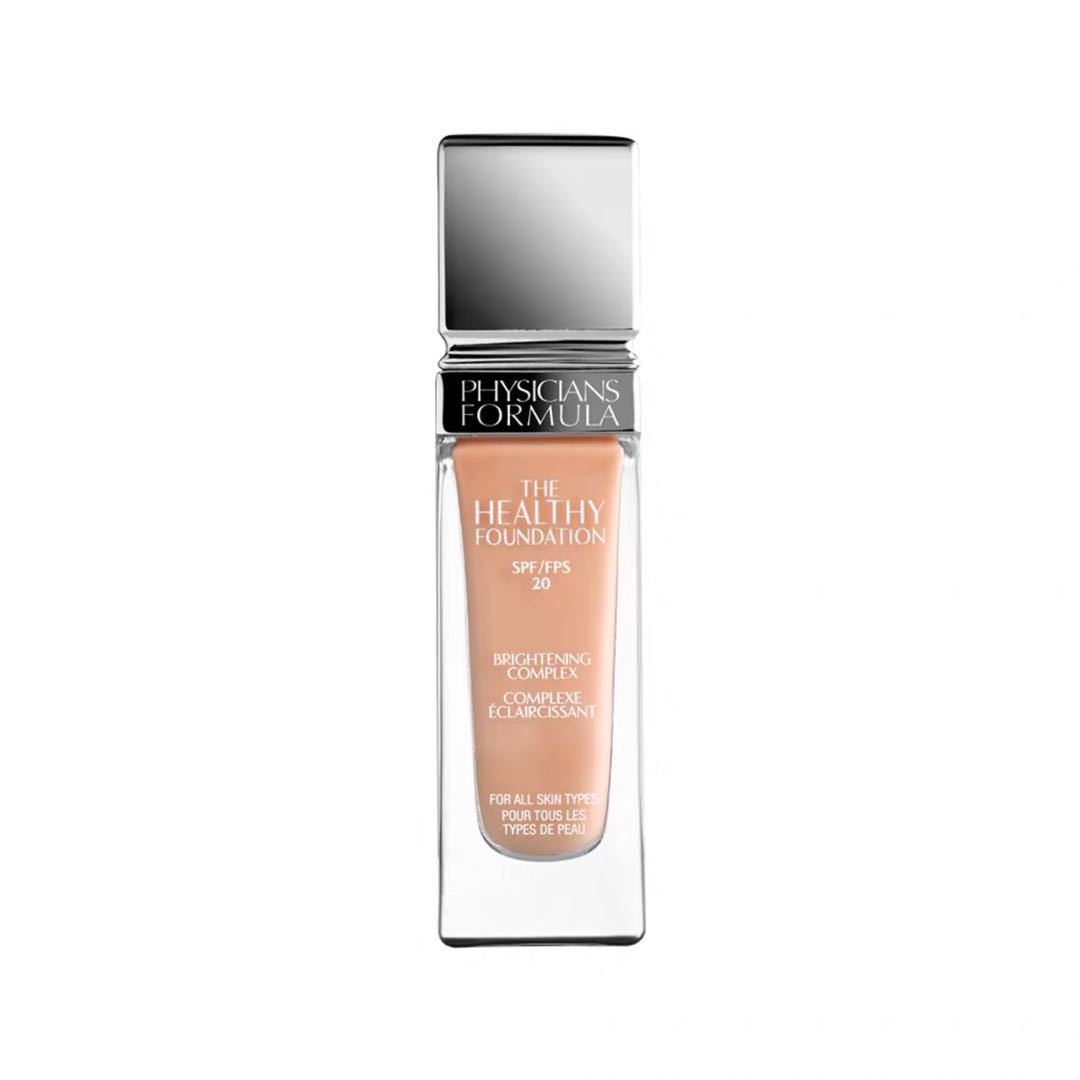 PHYSICIANS
FORMULA
THE
HEALTHY
FOUNDATION
SPF/FPS
20
BRIGHTENING
COMPLEX
COMPLEXE
ÉCLAIRCISSANT
FOR ALL SKIN TYPES
POUR TOUS LES
TYPES DE PEAU